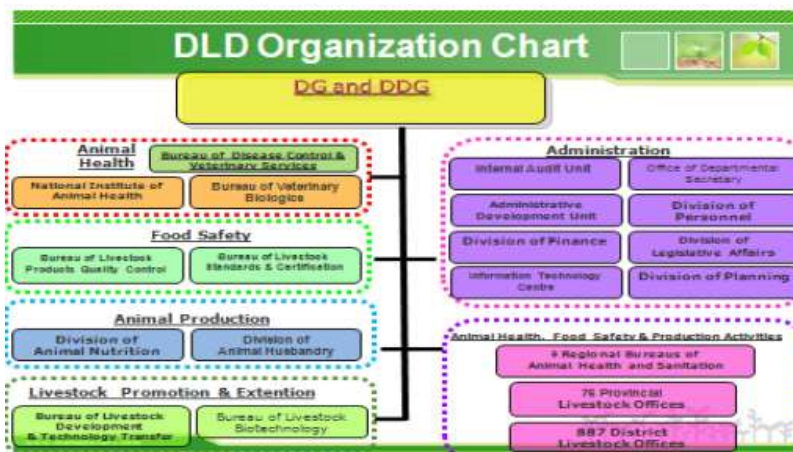 DLD Organization Chart
DG and DDG
Animal
Health
Bureau of Disease Control &
Veterinary Services
National Institute of
Animal Health
Bureau of Veterinary
Biologics
Food Safety
Bureau of Livestock
Products Quality Control
Bureau of Livestock
Standards & Certification
Animal Production
Division of
Animal Nutrition
Division of
Animal Husbandry
Livestock Promotion & Extention
Bureau of Livestock
Development
& Technology Transfer
Bureau of Livestock
Biotechnology
Administration
Internal Audit Unit
Office of Departmental
Secretary
Administrative
Development Unit
Division of
Personnel
Division of Finance
Division of
Legislative Affairs
Information Technology
Centre
Division of Planning
Animal Health, Food Safety & Production Activities
9 Regional Bureaus of
Animal Health and Sanitation
76 Provincial
Livestock Offices
887 District
Livestock Offices